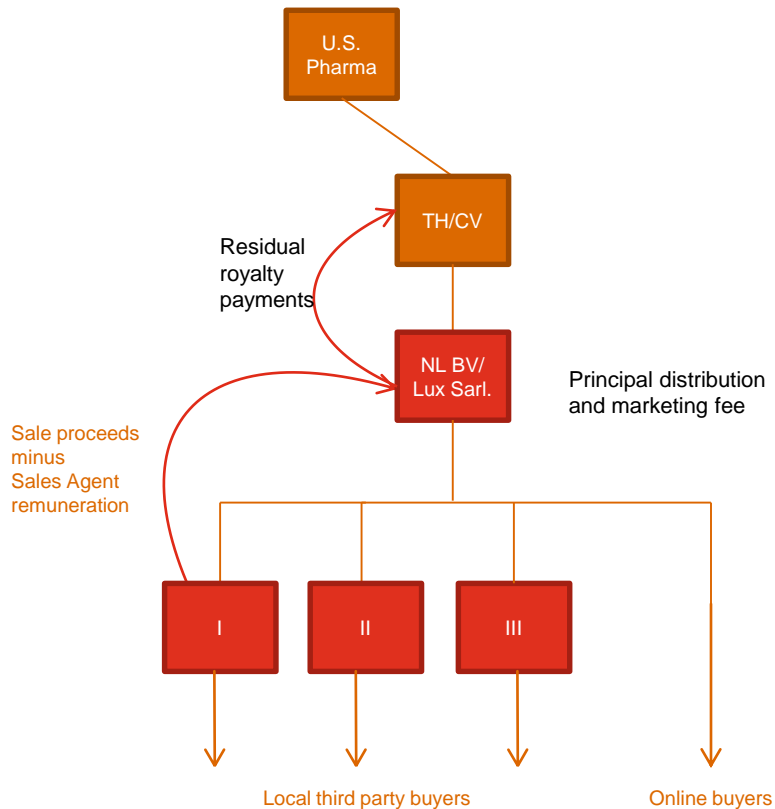 U.S.
Pharma
TH/CV
Residual
royalty
payments
NL BV/
Lux Sarl.
Principal distribution
and marketing fee
Sale proceeds
minus
Sales Agent
remuneration
I
II
III
Local third party buyers
Online buyers